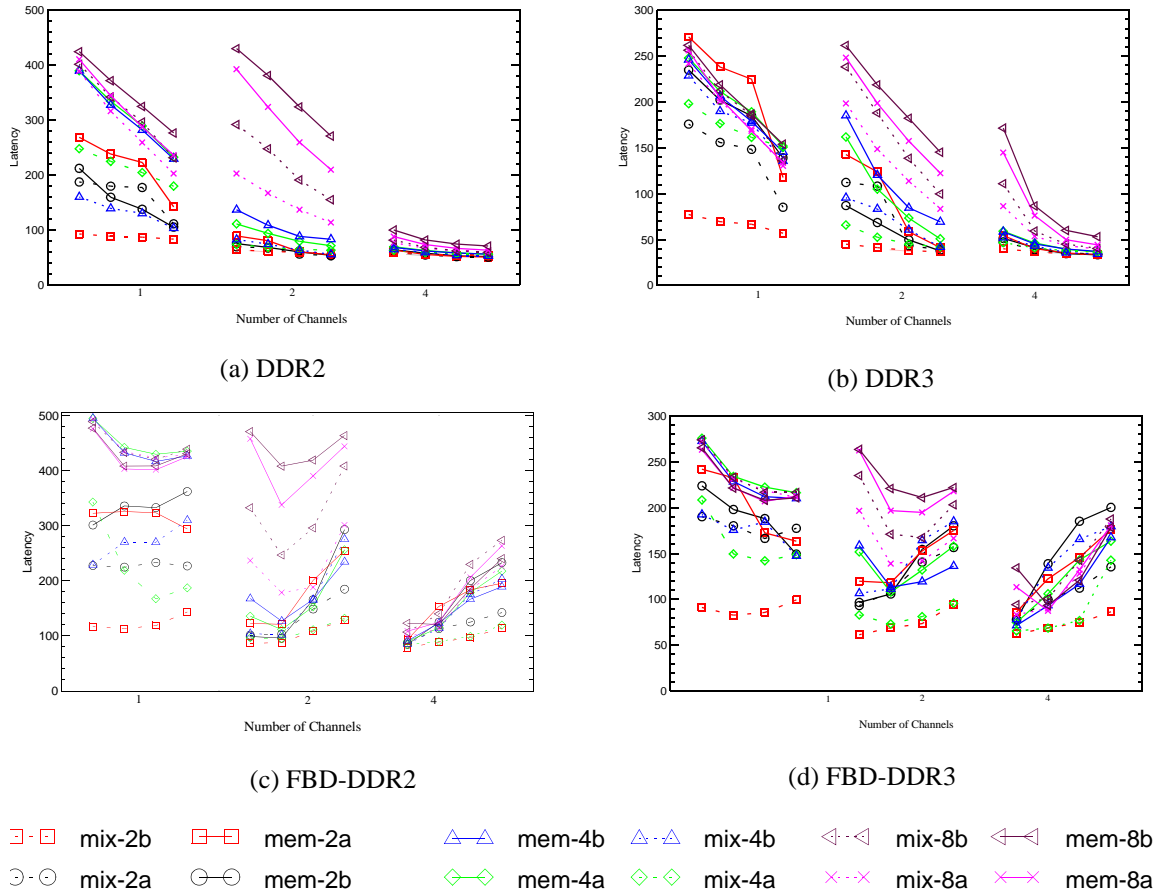 500
400
300
200
100
0
Latency
1 2 4
Number of Channels
(a) DDR2
300
250
200
150
100
50
0
Latency
1 2 4
Number of Channels
(b) DDR3
500
400
300
200
100
0
Latency
1 2 4
Number of Channels
(c) FBD-DDR2
300
250
200
150
100
50
0
Latency
1 2 4
Number of Channels
(d) FBD-DDR3
mix-2b mem-2a mem-4b mix-4b mix-8b mem-8b
mix-2a mem-2b mem-4a mix-4a mix-8a mem-8a